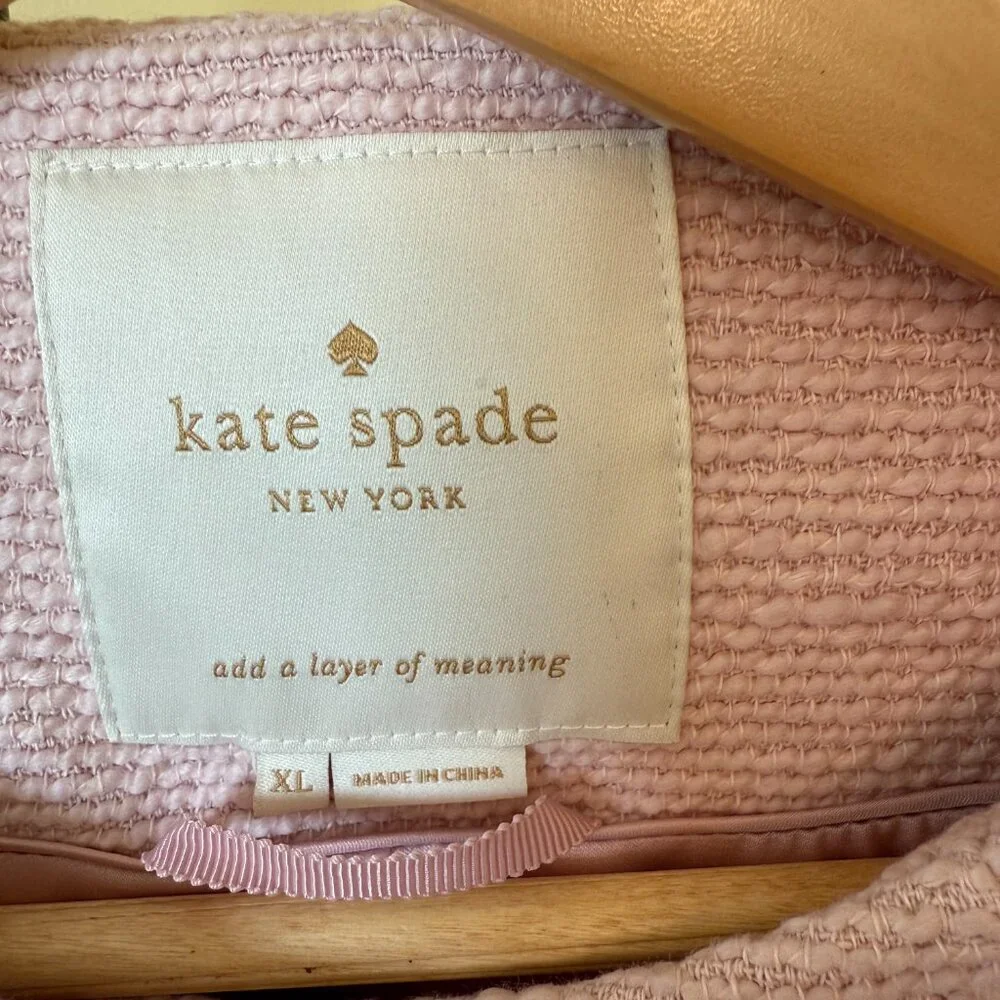 kate spade
NEW YORK
add a layer of meaning
XL
MADE IN CHINA